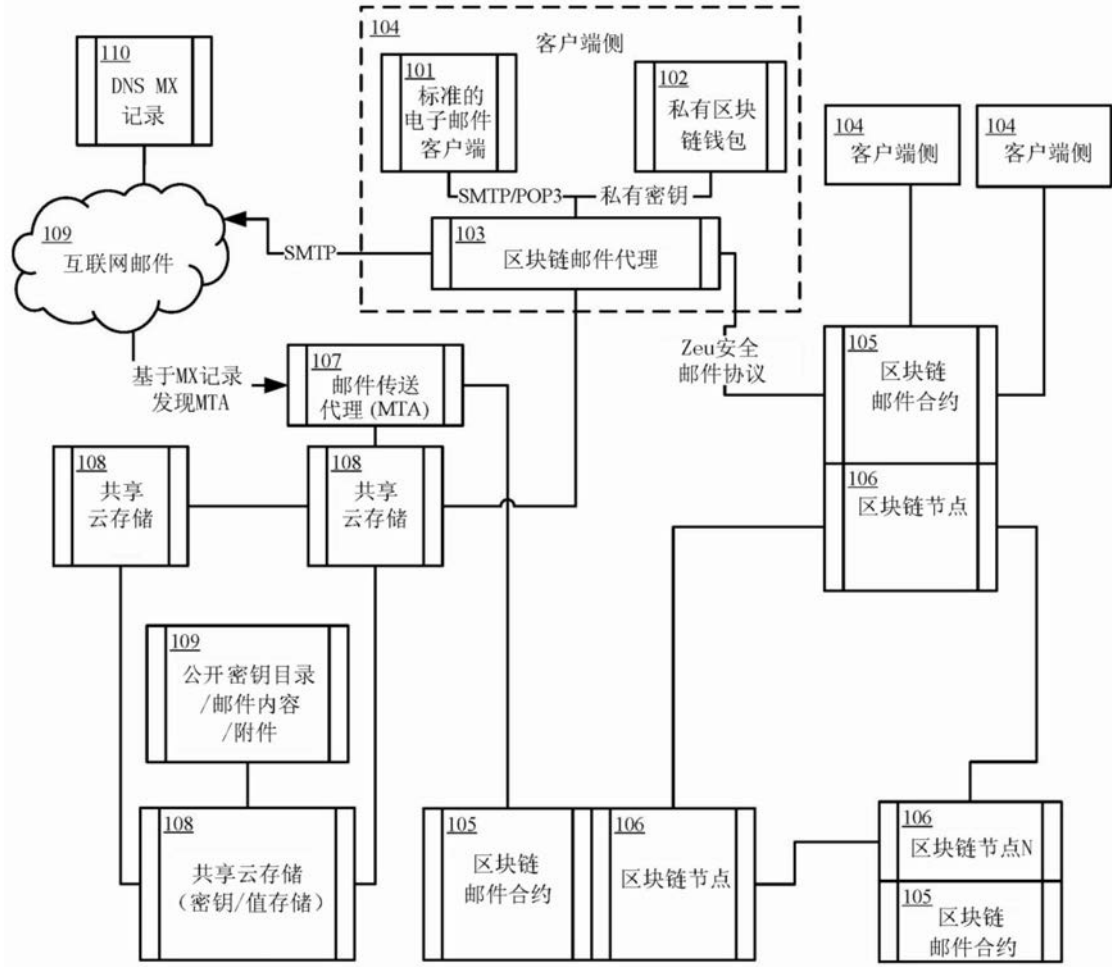 110
DNS MX
记录
104
客户端侧
101
标准的
电子邮件
客户端
102
私有区块
链钱包
104
客户端侧
104
客户端侧
SMTP/POP3
私有密钥
109
互联网邮件
SMTP
103
区块链邮件代理
基于MX记录
发现MTA
107
邮件传送
代理 (MTA)
Zeu安全
邮件协议
105
区块链
邮件合约
108
共享
云存储
108
共享
云存储
106
区块链节点
109
公开密钥目录
/邮件内容
/附件
108
共享云存储
（密钥/值存储）
105
区块链
邮件合约
106
区块链节点
106
区块链节点N
105
区块链
邮件合约